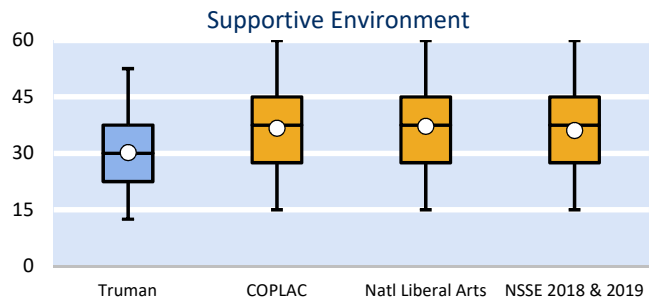 Supportive Environment
60
45
30
15
0
Truman COPLAC Natl Liberal Arts NSSE 2018 & 2019